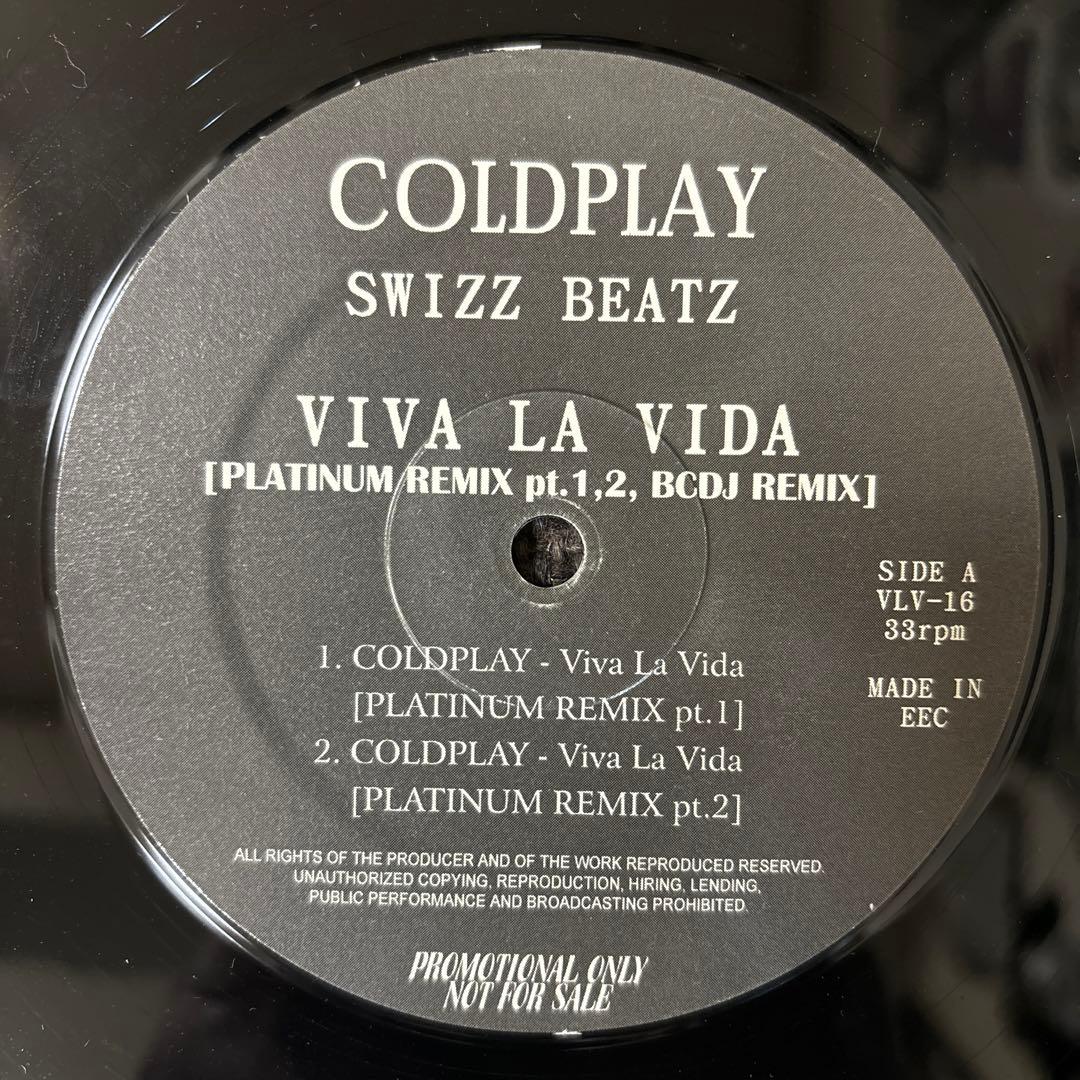 COLDPLAY
SWIZZ BEATZ
VIVA LA VIDA
[PLATINUM REMIX pt.1,2, BCDJ REMIX]
SIDE A
VLV-16
33rpm
MADE IN
EEC
1. COLDPLAY - Viva La Vida
[PLATINUM REMIX pt.1]
2. COLDPLAY - Viva La Vida
[PLATINUM REMIX pt.2]
ALL RIGHTS OF THE PRODUCER AND OF THE WORK REPRODUCED RESERVED.
UNAUTHORIZED COPYING, REPRODUCTION, HIRING, LENDING,
PUBLIC PERFORMANCE AND BROADCASTING PROHIBITED.
PROMOTIONAL ONLY
NOT FOR SALE